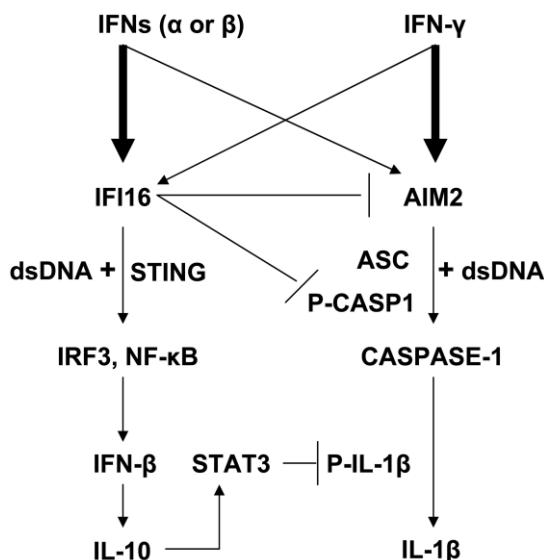 IFNs (α or β) IFN-γ
IFI16 AIM2
dsDNA + STING ASC + dsDNA
P-CASP1
IRF3, NF-κB CASPASE-1
IFN-β STAT3 P-IL-1β
IL-10 IL-1β